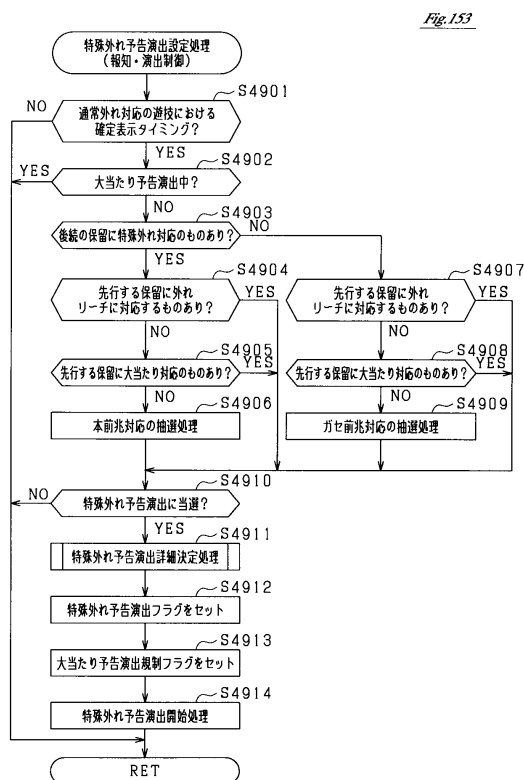 Fig.153
特殊外れ予告演出設定処理
(報知・演出制御)
S4901
NO
通常外れ対応の遊技における
確定表示タイミング?
YES
S4902
YES
大当たり予告演出中?
NO
S4903
後続の保留に特殊外れ対応のものあり?
NO
YES
S4904
先行する保留に外れ
リーチに対応するものあり?
YES
NO
S4905
先行する保留に大当たり対応のものあり?
YES
NO
S4906
本前兆対応の抽選処理
S4907
先行する保留に外れ
リーチに対応するものあり?
YES
NO
S4908
先行する保留に大当たり対応のものあり?
YES
NO
S4909
ガセ前兆対応の抽選処理
S4910
NO
特殊外れ予告演出に当選?
YES
S4911
特殊外れ予告演出詳細決定処理
S4912
特殊外れ予告演出フラグをセット
S4913
大当たり予告演出規制フラグをセット
S4914
特殊外れ予告演出開始処理
RET